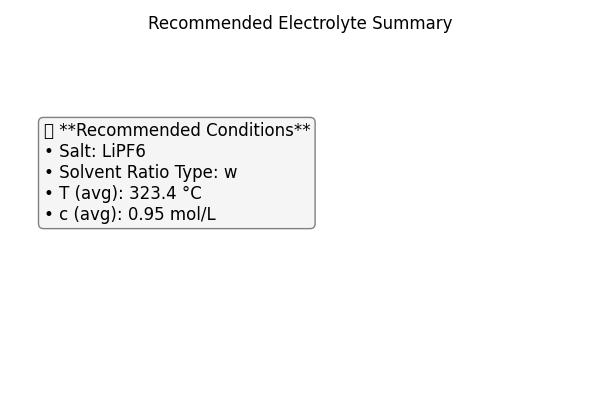 Recommended Electrolyte Summary
**Recommended Conditions**
• Salt: LiPF6
• Solvent Ratio Type: w
• T (avg): 323.4 °C
• c (avg): 0.95 mol/L